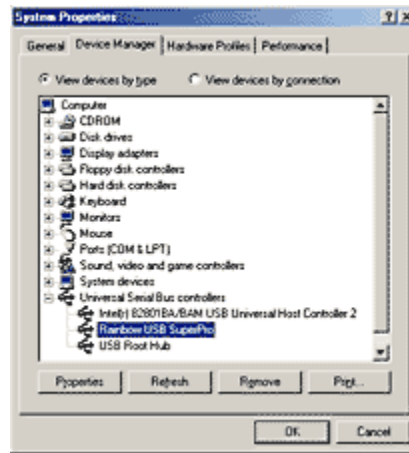 System Properties
General Device Manager Hardware Profiles Performance
View devices by type View devices by connection
Computer
CDROM
Disk drives
Display adapters
Floppy disk controllers
Hard disk controllers
Keyboard
Monitors
Mouse
Ports (COM & LPT)
Sound, video and game controllers
System devices
Universal Serial Bus controllers
Intel(r) 82801BA/BAM USB Universal Host Controller 2
Rainbow USB SuperPro
USB Root Hub
Properties Refresh Remove Print...
OK Cancel